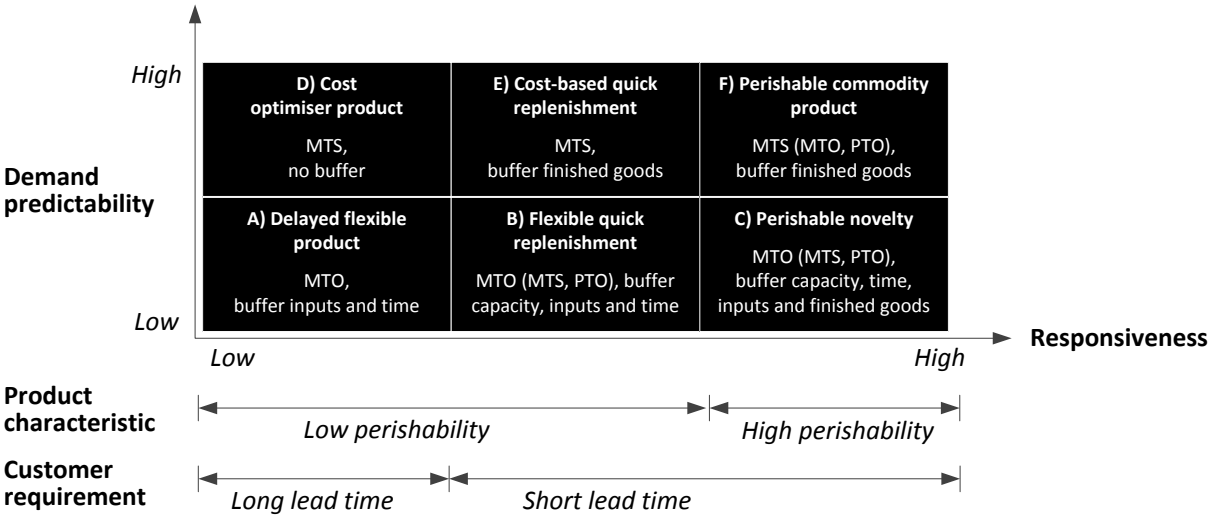 High
D) Cost
optimiser product
MTS,
no buffer
E) Cost-based quick
replenishment
MTS,
buffer finished goods
F) Perishable commodity
product
MTS (MTO, PTO),
buffer finished goods
Demand
predictability
A) Delayed flexible
product
MTO,
buffer inputs and time
B) Flexible quick
replenishment
MTO (MTS, PTO), buffer
capacity, inputs and time
C) Perishable novelty
MTO (MTS, PTO),
buffer capacity, time,
inputs and finished goods
Low
Low
High
Responsiveness
Product
characteristic
Low perishability
High perishability
Customer
requirement
Long lead time
Short lead time